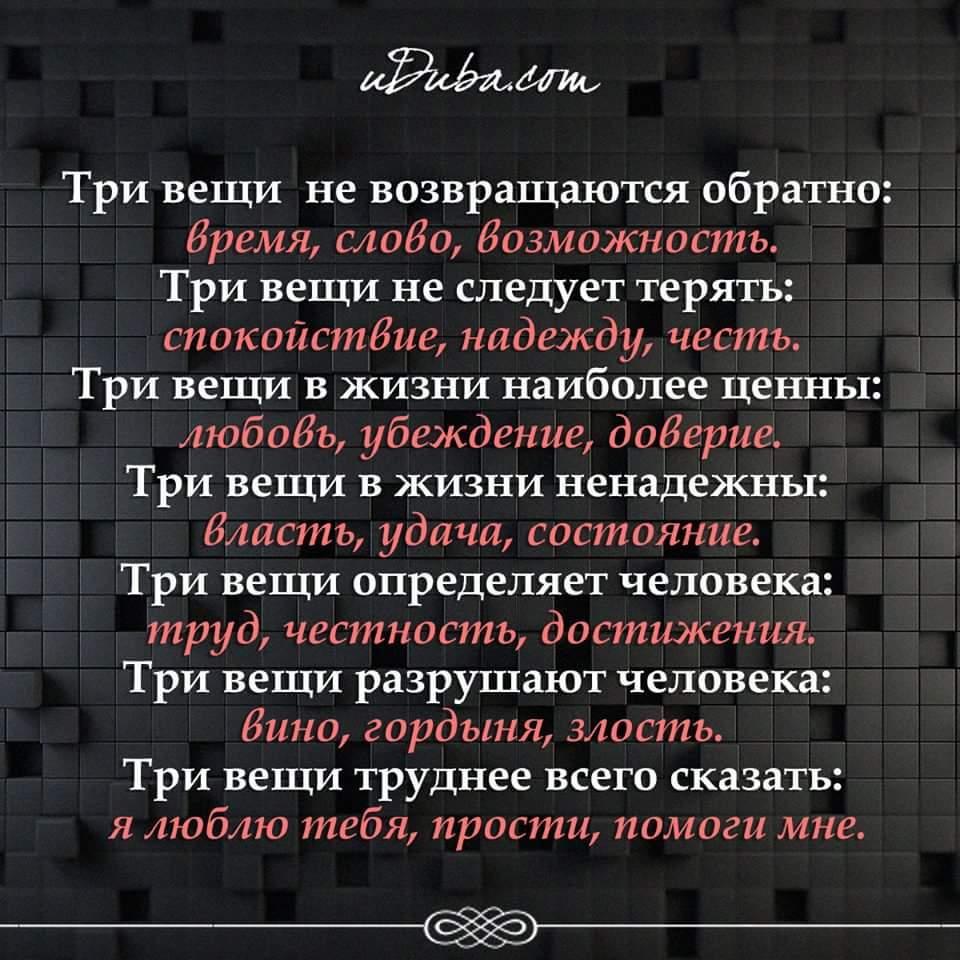 uDuba.com
Три вещи не возвращаются обратно:
время, слово, возможность.
Три вещи не следует терять:
спокойствие, надежду, честь.
Три вещи в жизни наиболее ценны:
любовь, убеждение, доверие.
Три вещи в жизни ненадежны:
власть, удача, состояние.
Три вещи определяет человека:
труд, честность, достижения.
Три вещи разрушают человека:
вино, гордыня, злость.
Три вещи труднее всего сказать:
я люблю тебя, прости, помоги мне.